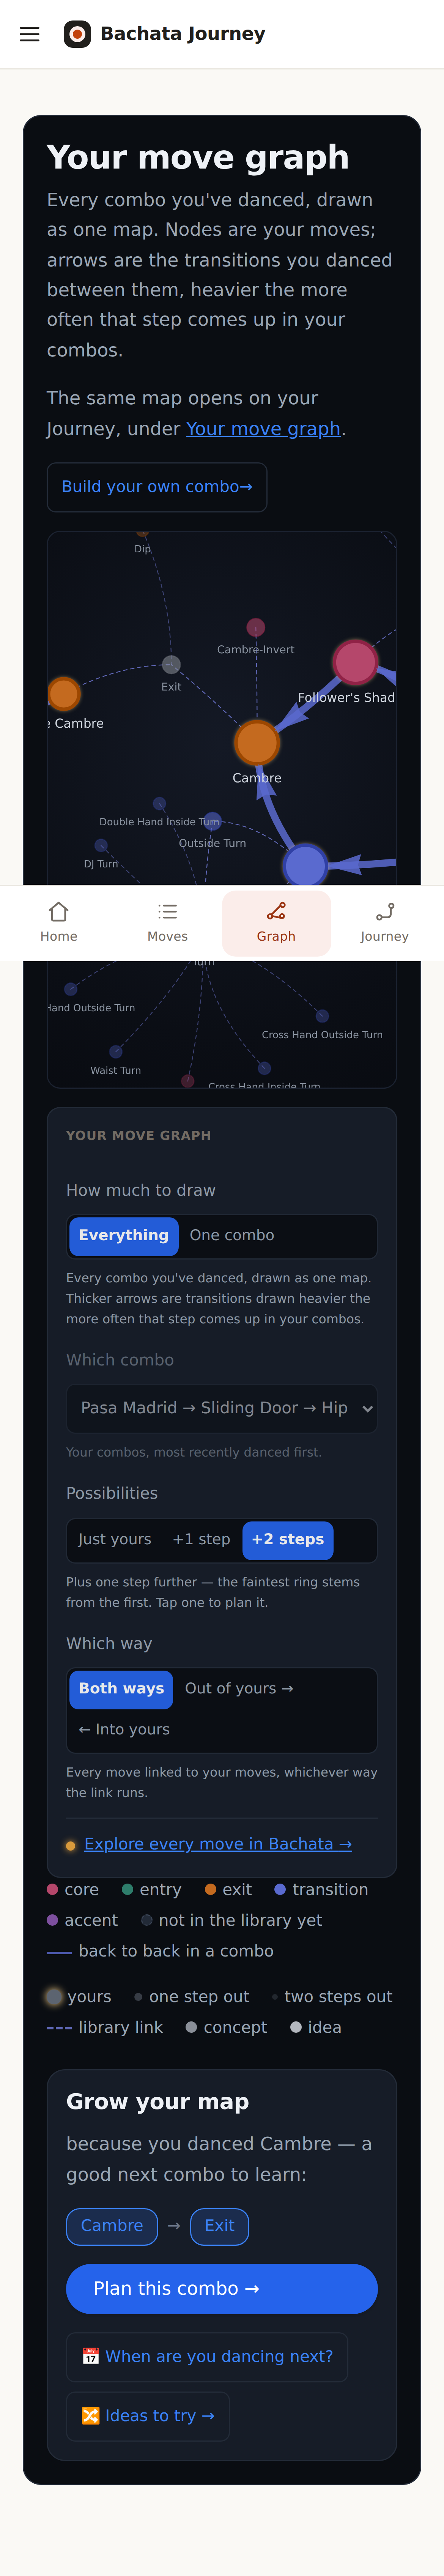 Bachata Journey
Your move graph
Every combo you've danced, drawn
as one map. Nodes are your moves;
arrows are the transitions you danced
between them, heavier the more
often that step comes up in your
combos.
The same map opens on your
Journey, under Your move graph.
Build your own combo→
Dip
Cambre-Invert
Exit
Follower's Shad
e Cambre
Cambre
Double Hand Inside Turn
Outside Turn
DJ Turn
Home
Moves
Graph
Journey
Turn
Hand Outside Turn
Cross Hand Outside Turn
Waist Turn
Cross Hand Inside Turn
YOUR MOVE GRAPH
How much to draw
Everything One combo
Every combo you've danced, drawn as one map.
Thicker arrows are transitions drawn heavier the
more often that step comes up in your combos.
Which combo
Pasa Madrid → Sliding Door → Hip
Your combos, most recently danced first.
Possibilities
Just yours +1 step +2 steps
Plus one step further — the faintest ring stems
from the first. Tap one to plan it.
Which way
Both ways Out of yours →
← Into yours
Every move linked to your moves, whichever way
the link runs.
Explore every move in Bachata →
core entry exit transition
accent not in the library yet
back to back in a combo
yours one step out two steps out
library link concept idea
Grow your map
because you danced Cambre — a
good next combo to learn:
Cambre → Exit
Plan this combo →
📅 When are you dancing next?
🔀 Ideas to try →